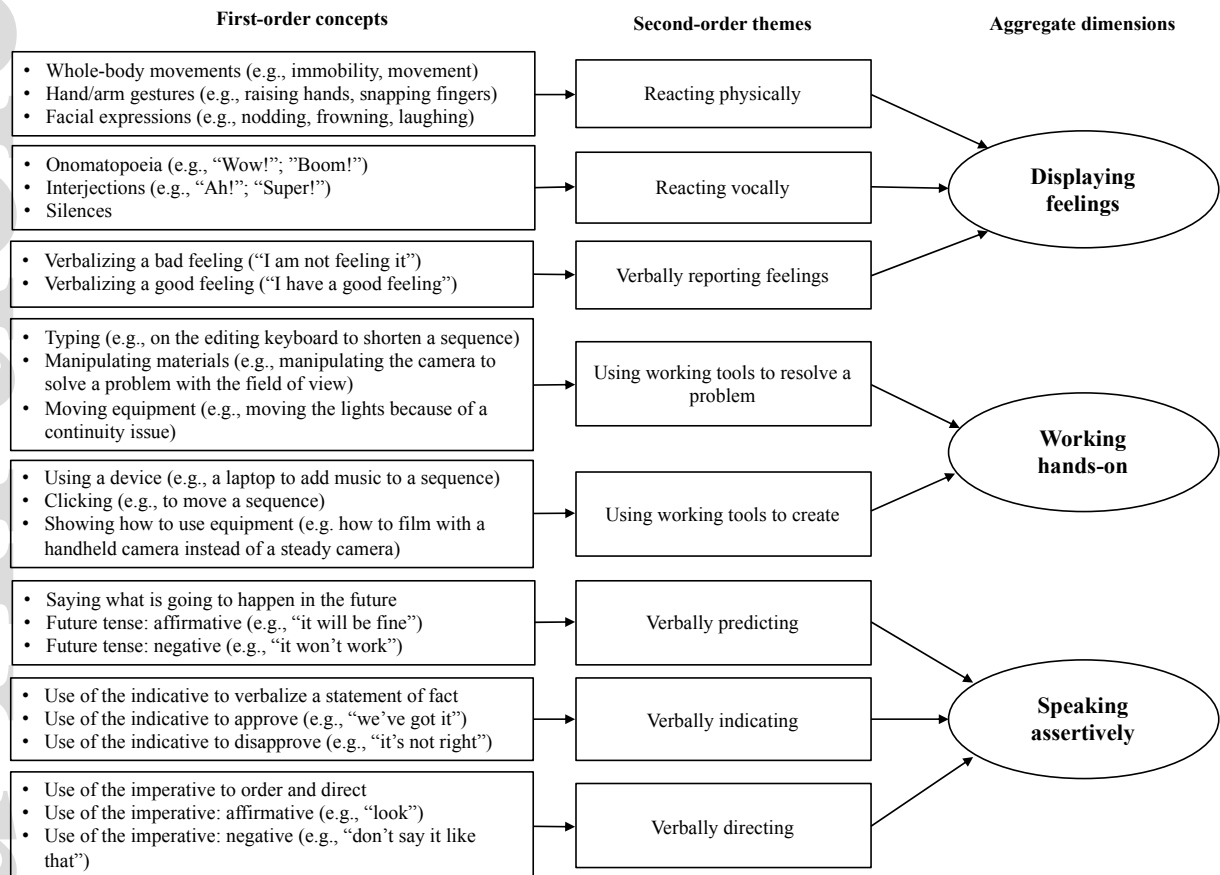 First-order concepts
Second-order themes
Aggregate dimensions
• Whole-body movements (e.g., immobility, movement)
• Hand/arm gestures (e.g., raising hands, snapping fingers)
• Facial expressions (e.g., nodding, frowning, laughing)
Reacting physically
• Onomatopoeia (e.g., “Wow!”; ”Boom!”)
• Interjections (e.g., “Ah!”; “Super!”)
• Silences
Reacting vocally
• Verbalizing a bad feeling (“I am not feeling it”)
• Verbalizing a good feeling (“I have a good feeling”)
Verbally reporting feelings
Displaying
feelings
• Typing (e.g., on the editing keyboard to shorten a sequence)
• Manipulating materials (e.g., manipulating the camera to
solve a problem with the field of view)
• Moving equipment (e.g., moving the lights because of a
continuity issue)
Using working tools to resolve a
problem
• Using a device (e.g., a laptop to add music to a sequence)
• Clicking (e.g., to move a sequence)
• Showing how to use equipment (e.g. how to film with a
handheld camera instead of a steady camera)
Using working tools to create
Working
hands-on
• Saying what is going to happen in the future
• Future tense: affirmative (e.g., “it will be fine”)
• Future tense: negative (e.g., “it won’t work”)
Verbally predicting
• Use of the indicative to verbalize a statement of fact
• Use of the indicative to approve (e.g., “we’ve got it”)
• Use of the indicative to disapprove (e.g., “it’s not right”)
Verbally indicating
• Use of the imperative to order and direct
• Use of the imperative: affirmative (e.g., “look”)
• Use of the imperative: negative (e.g., “don’t say it like
that”)
Verbally directing
Speaking
assertively